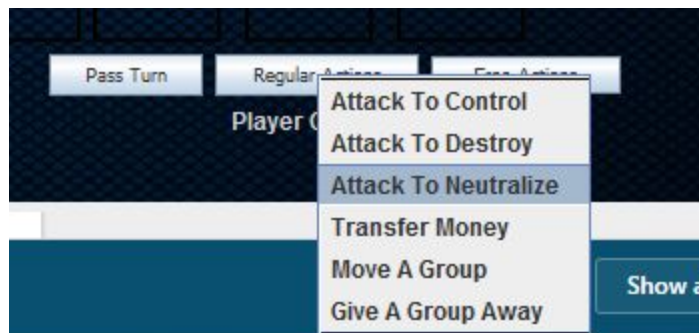 Pass Turn
Regular Actions
Free Actions
Player
Attack To Control
Attack To Destroy
Attack To Neutralize
Transfer Money
Move A Group
Give A Group Away
Show